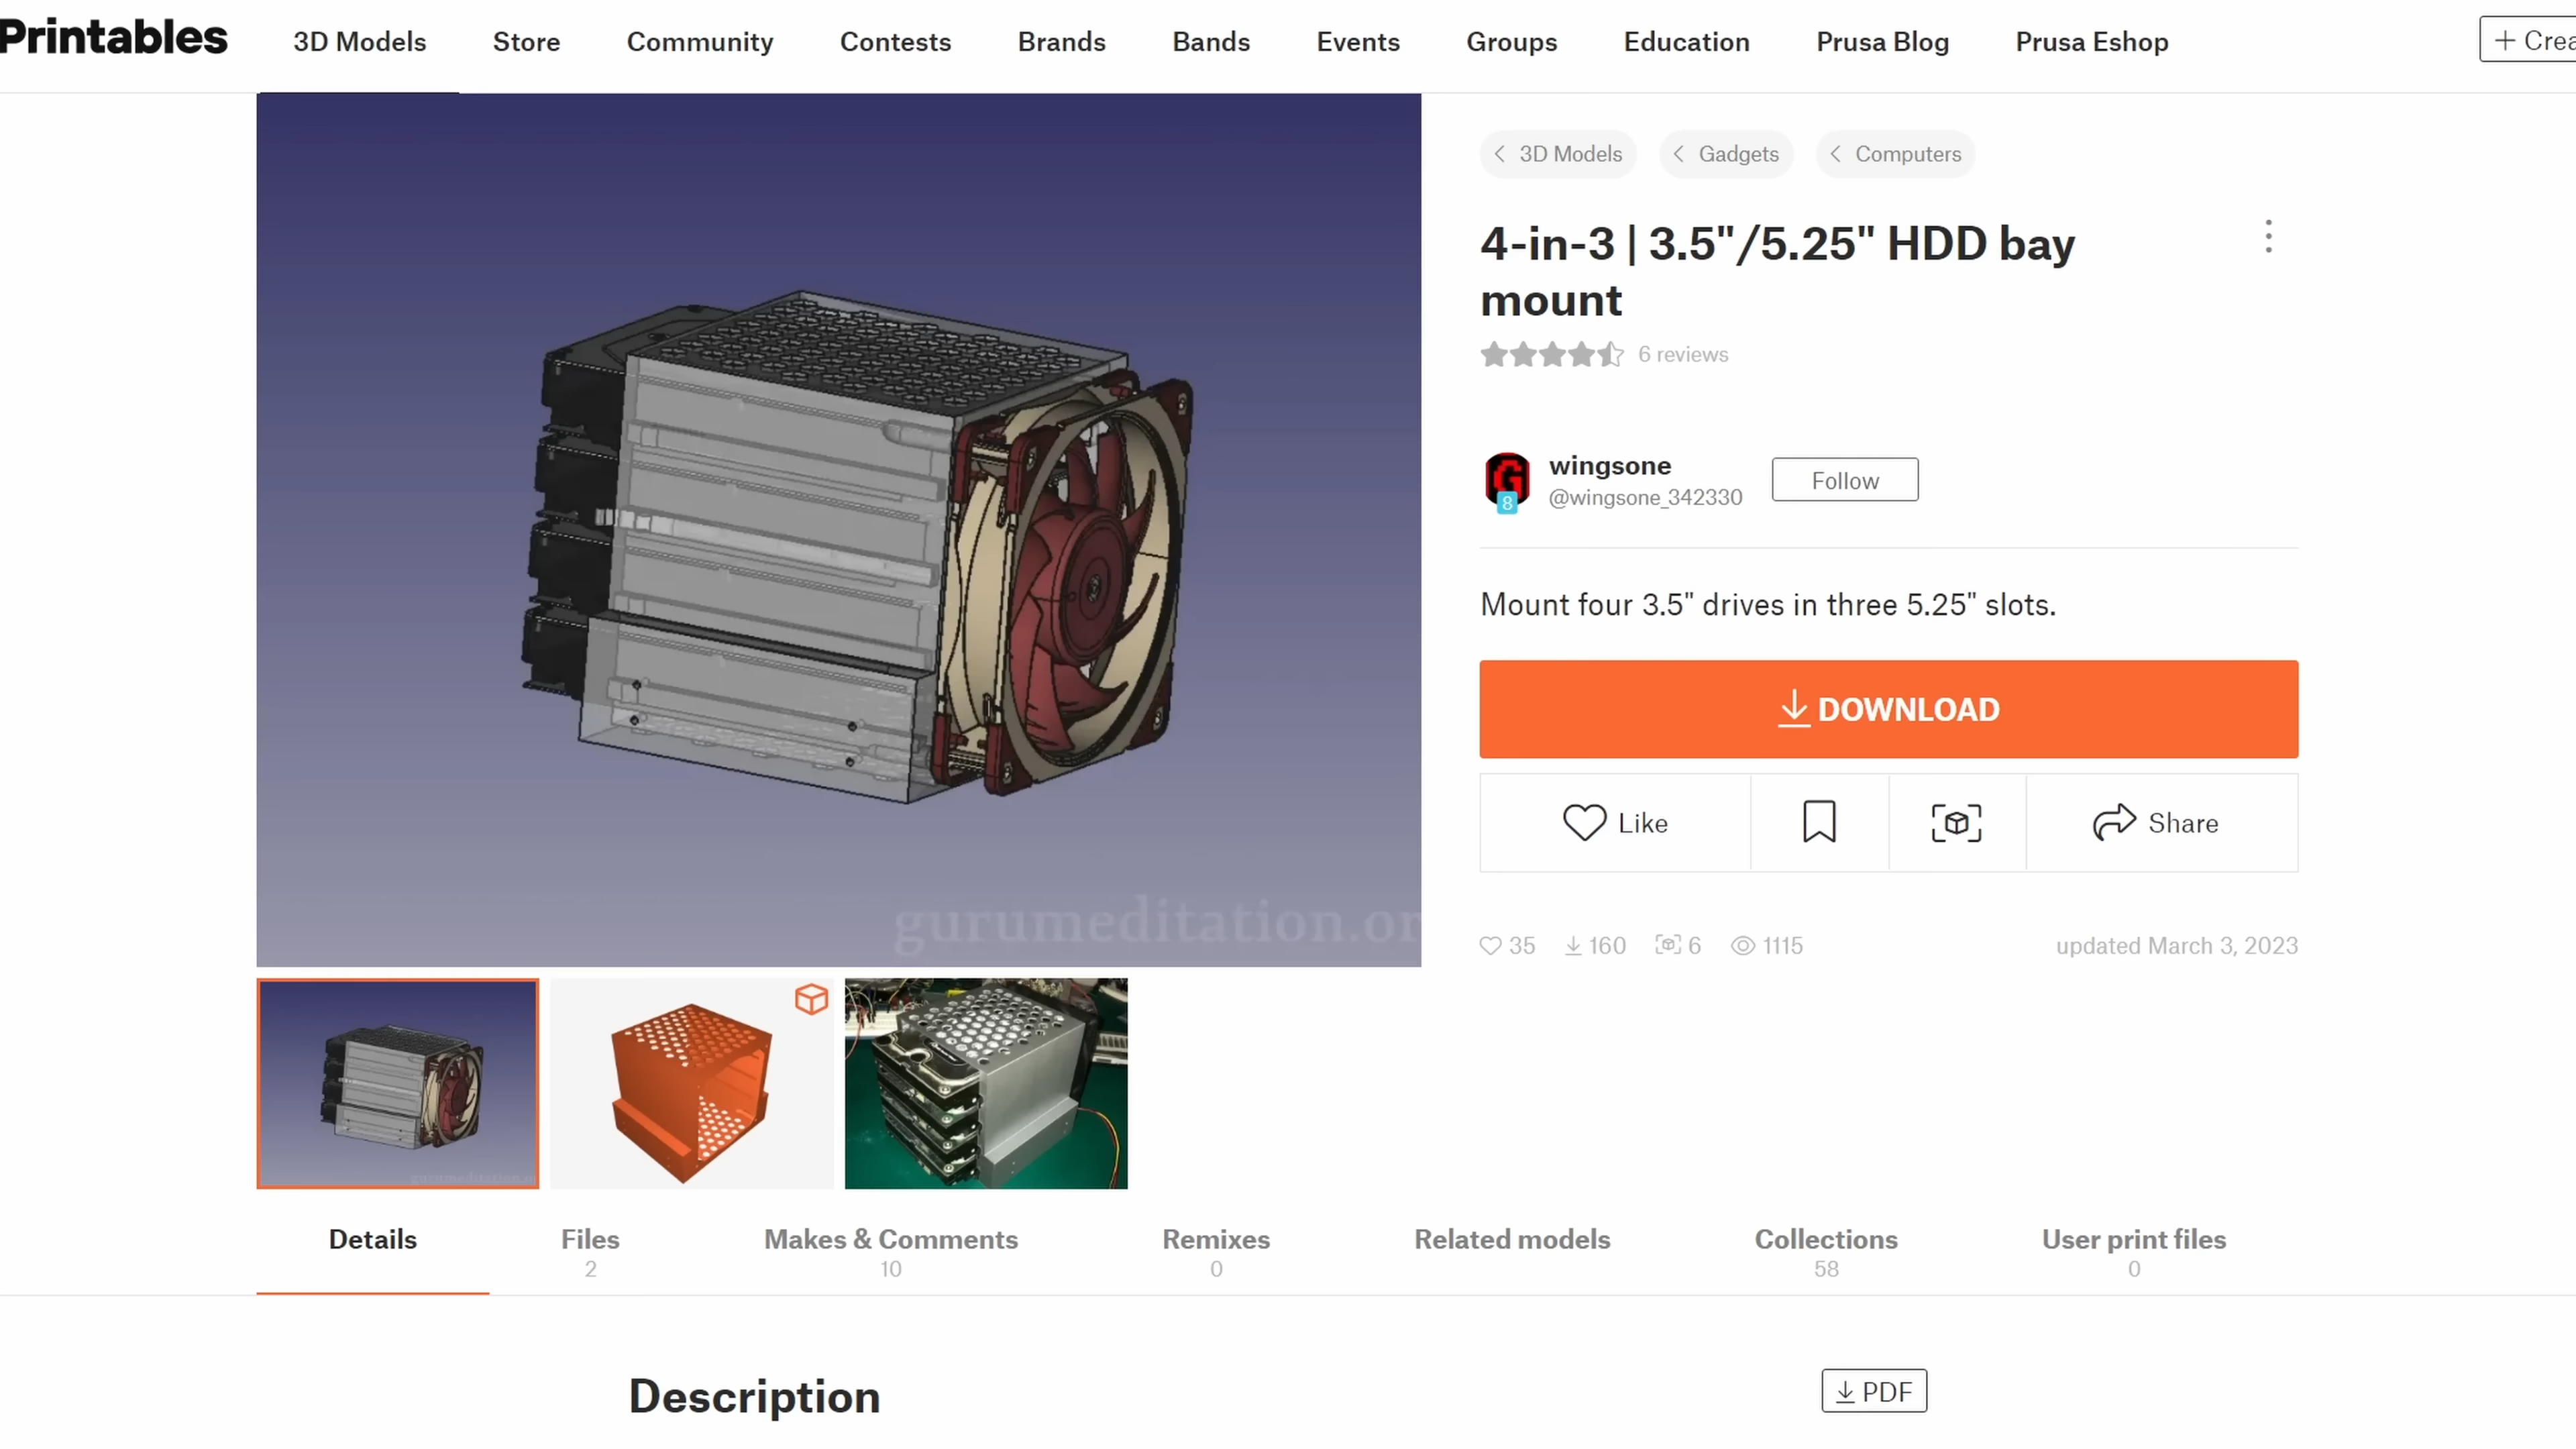 Printables
3D Models Store Community Contests Brands Bands Events Groups Education Prusa Blog Prusa Eshop
3D Models Gadgets Computers
4-in-3 | 3.5"/5.25" HDD bay
mount
6 reviews
G
8
wingsone
@wingsone_342330
Follow
Mount four 3.5" drives in three 5.25" slots.
DOWNLOAD
Like Share
35 160 6 1115 updated March 3, 2023
gurumeditation.or
Details Files Makes & Comments Remixes Related models Collections User print files
2 10 0 58 0
Description
PDF